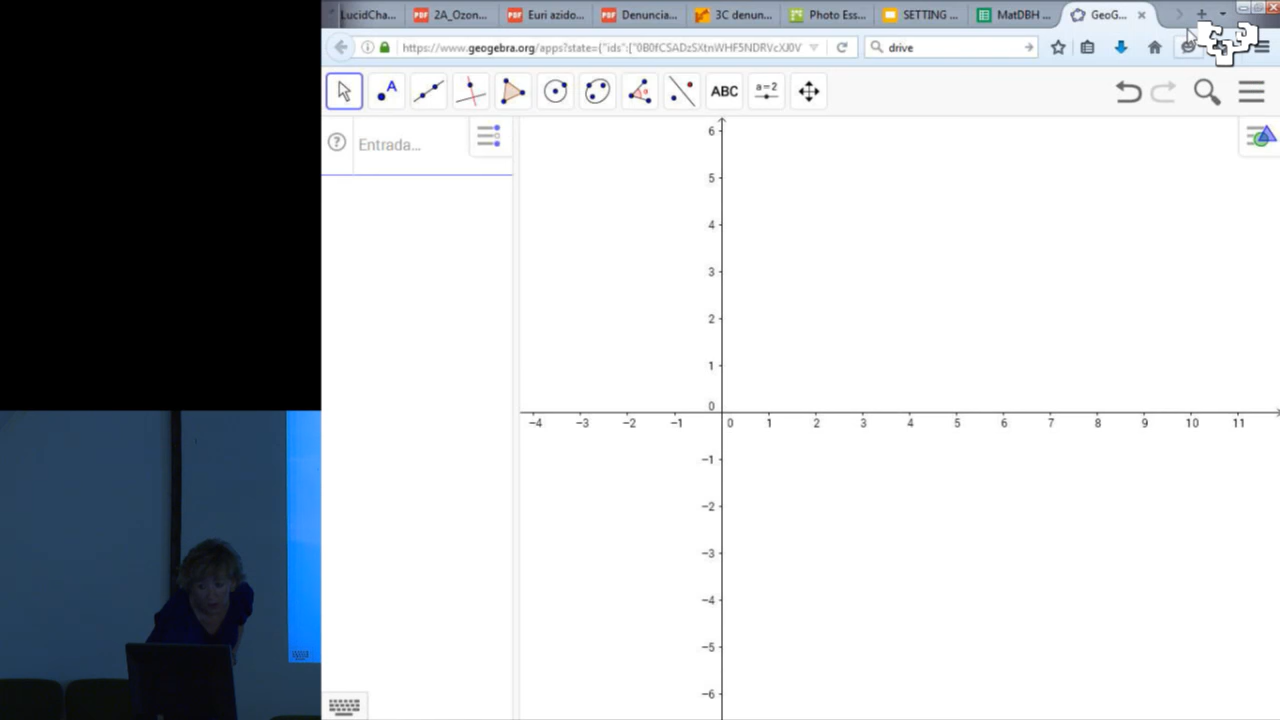 LucidCha...
2A_Ozon...
Euri azido...
Denuncia...
3C denun...
Photo Ess...
SETTING ...
MatDBH ...
GeoG...
https://www.geogebra.org/apps?state={"ids":["0B0fCSADzSXtnWHF5NDRVcXJ0V
drive
A
ABC
a=2
Entrada...
6
5
4
3
2
1
0
-4 -3 -2 -1 0 1 2 3 4 5 6 7 8 9 10 11
-1
-2
-3
-4
-5
-6